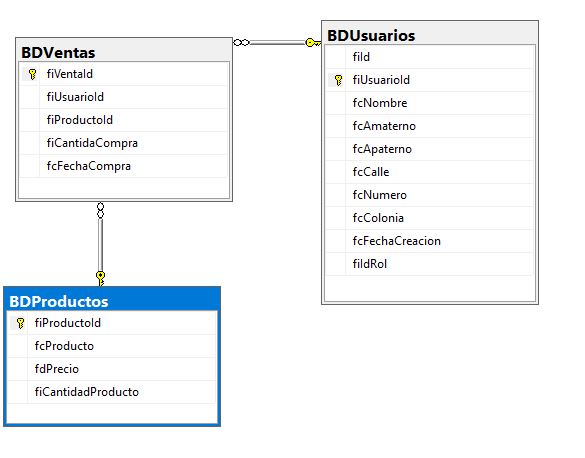 BDVentas
fiVentaId
fiUsuarioId
fiProductoId
fiCantidaCompra
fcFechaCompra
BDUsuarios
fiId
fiUsuarioId
fcNombre
fcAmaterno
fcApaterno
fcCalle
fcNumero
fcColonia
fcFechaCreacion
fiIdRol
BDProductos
fiProductoId
fcProducto
fdPrecio
fiCantidadProducto